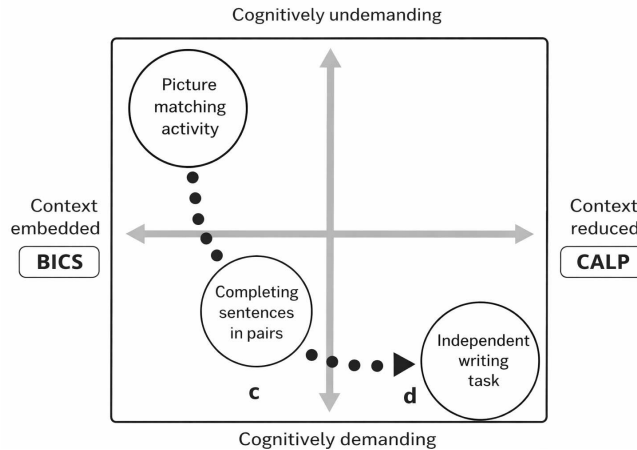 Cognitively undemanding
Picture
matching
activity
Context
embedded
BICS
Context
reduced
CALP
Completing
sentences
in pairs
Independent
writing
task
c
d
Cognitively demanding